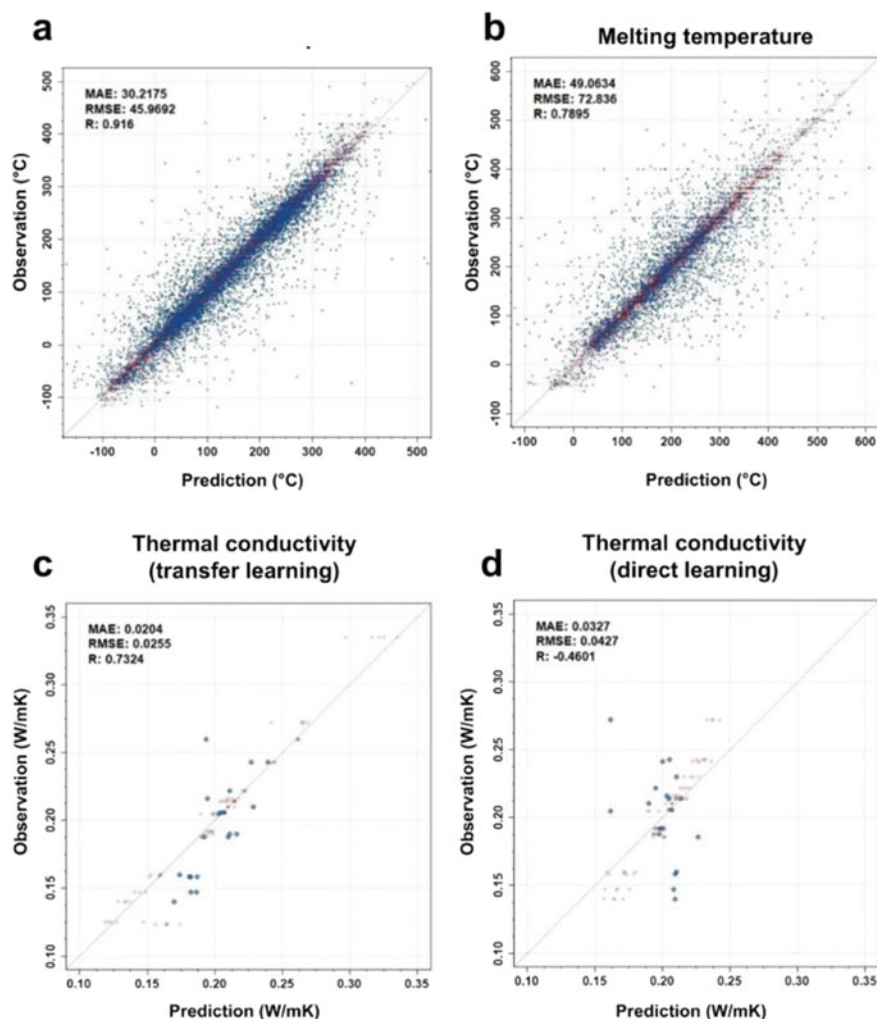 a
MAE: 30.2175
RMSE: 45.9692
R: 0.916
Observation (°C)
500
400
300
200
100
0
-100
-100 0 100 200 300 400 500
Prediction (°C)
b
Melting temperature
MAE: 49.0634
RMSE: 72.836
R: 0.7895
Observation (°C)
600
500
400
300
200
100
0
-100
-100 0 100 200 300 400 500 600
Prediction (°C)
c
Thermal conductivity
(transfer learning)
MAE: 0.0204
RMSE: 0.0255
R: 0.7324
Observation (W/mK)
0.35
0.30
0.25
0.20
0.15
0.10
0.10 0.15 0.20 0.25 0.30 0.35
Prediction (W/mK)
d
Thermal conductivity
(direct learning)
MAE: 0.0327
RMSE: 0.0427
R: -0.4601
Observation (W/mK)
0.35
0.30
0.25
0.20
0.15
0.10
0.10 0.15 0.20 0.25 0.30 0.35
Prediction (W/mK)